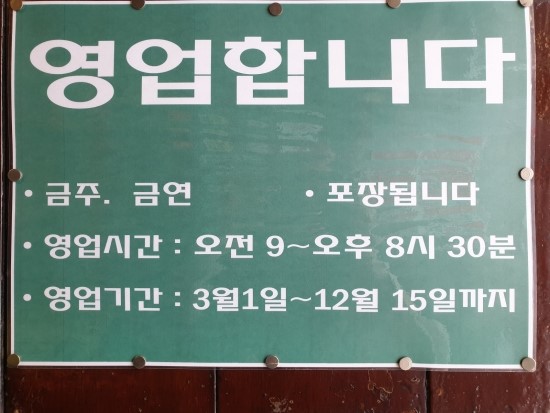 영업합니다
• 금주. 금연 • 포장됩니다
• 영업시간 : 오전 9~오후 8시 30분
• 영업기간 : 3월1일~12월 15일까지